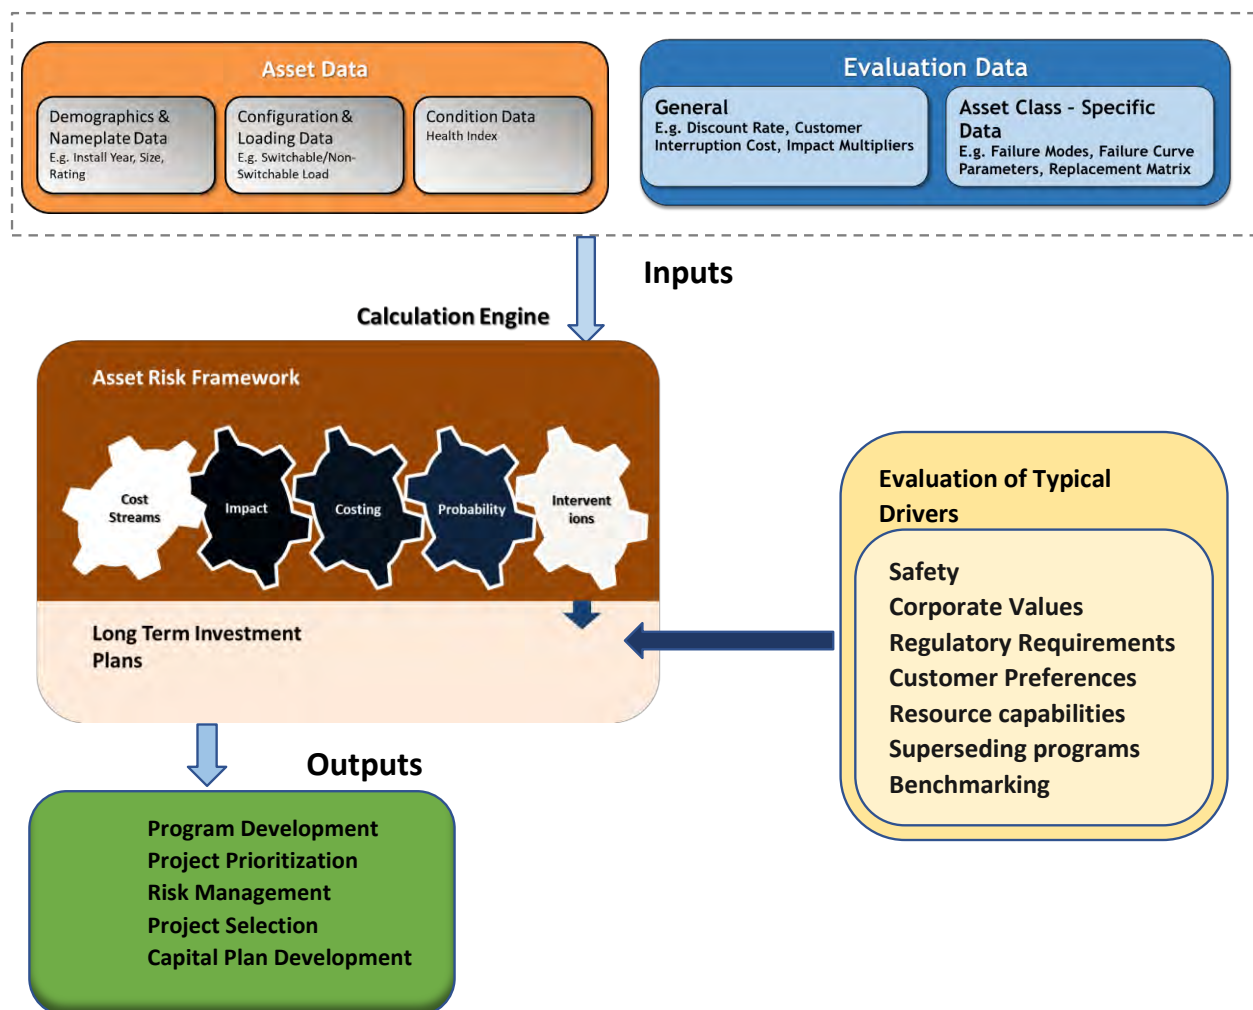 Asset Data
Demographics &
Nameplate Data
E.g. Install Year, Size,
Rating
Configuration &
Loading Data
E.g. Switchable/Non-
Switchable Load
Condition Data
Health Index
Evaluation Data
General
E.g. Discount Rate, Customer
Interruption Cost, Impact Multipliers
Asset Class - Specific
Data
E.g. Failure Modes, Failure Curve
Parameters, Replacement Matrix
Inputs
Calculation Engine
Asset Risk Framework
Cost
Streams
Impact
Costing
Probability
Intervent
ions
Long Term Investment
Plans
Evaluation of Typical
Drivers
Safety
Corporate Values
Regulatory Requirements
Customer Preferences
Resource capabilities
Superseding programs
Benchmarking
Outputs
Program Development
Project Prioritization
Risk Management
Project Selection
Capital Plan Development